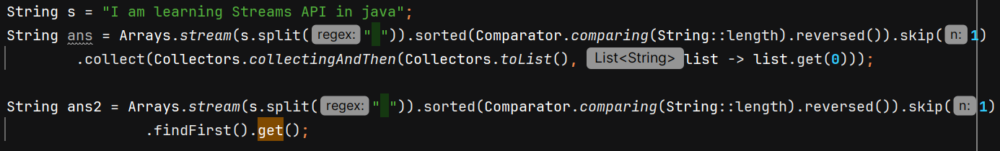 String s = "I am learning Streams API in java";
String ans = Arrays.stream(s.split( regex: " ")).sorted(Comparator.comparing(String::length).reversed()).skip( n: 1)
.collect(Collectors.collectingAndThen(Collectors.toList(), List<String> list -> list.get(0)));
String ans2 = Arrays.stream(s.split( regex: " ")).sorted(Comparator.comparing(String::length).reversed()).skip( n: 1)
.findFirst().get();